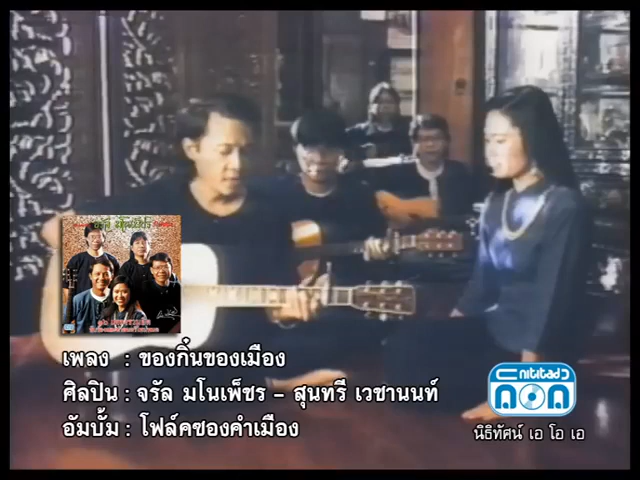 เพลง : ของกิ๋นของเมือง
ศิลปิน : จรัล มโนเพ็ชร – สุนทรี เวชานนท์
อัมบั้ม : โฟล์คซองคำเมือง
nititad
นิธิทัศน์ เอ โอ เอ